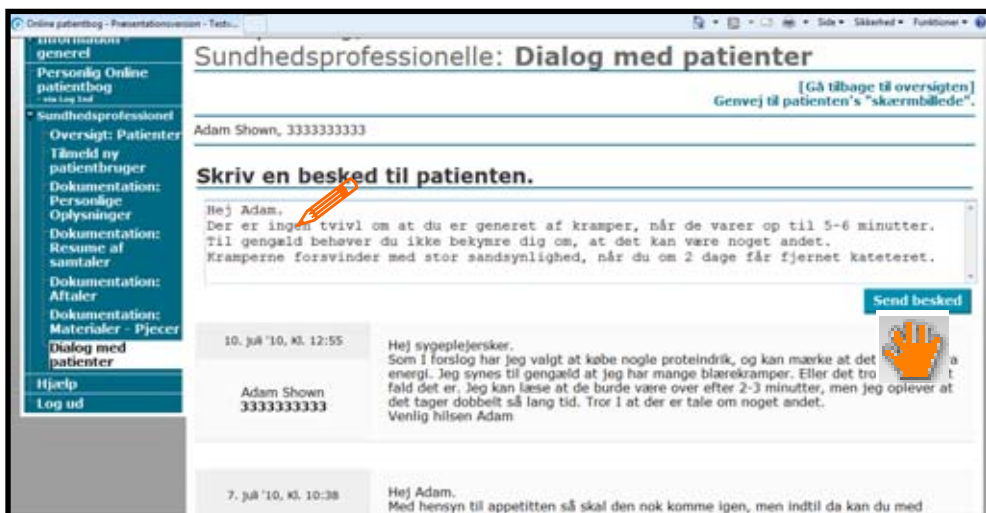 Online patientbog - Præsentationsversion - Testv...
Side Sikkerhed Funktioner
Information -
generel
Personlig Online
patientbog
- via Log Ind
Sundhedsprofessionel
Oversigt: Patienter
Tilmeld ny
patientbruger
Dokumentation:
Personlige
Oplysninger
Dokumentation:
Resume af
samtaler
Dokumentation:
Aftaler
Dokumentation:
Materialer - Pjecer
Dialog med
patienter
Hjælp
Log ud
Sundhedsprofessionelle: Dialog med patienter
[Gå tilbage til oversigten]
Genvej til patienten's "skærmbillede".
Adam Shown, 3333333333
Skriv en besked til patienten.
Hej Adam.
Der er ingen tvivl om at du er generet af kramper, når de varer op til 5-6 minutter.
Til gengæld behøver du ikke bekymre dig om, at det kan være noget andet.
Kramperne forsvinder med stor sandsynlighed, når du om 2 dage får fjernet kateteret.
Send besked
10. jul '10, Kl. 12:55
Adam Shown
3333333333
Hej sygeplejersker.
Som I forslog har jeg valgt at købe nogle proteindrik, og kan mærke at det
energi. Jeg synes til gengæld at jeg har mange blærekramper. Eller det tro
fald det er. Jeg kan læse at de burde være over efter 2-3 minutter, men jeg oplever at
det tager dobbelt så lang tid. Tror I at der er tale om noget andet.
Venlig hilsen Adam
7. jul '10, Kl. 10:38
Hej Adam.
Med hensyn til appetitten så skal den nok komme igen, men indtil da kan du med